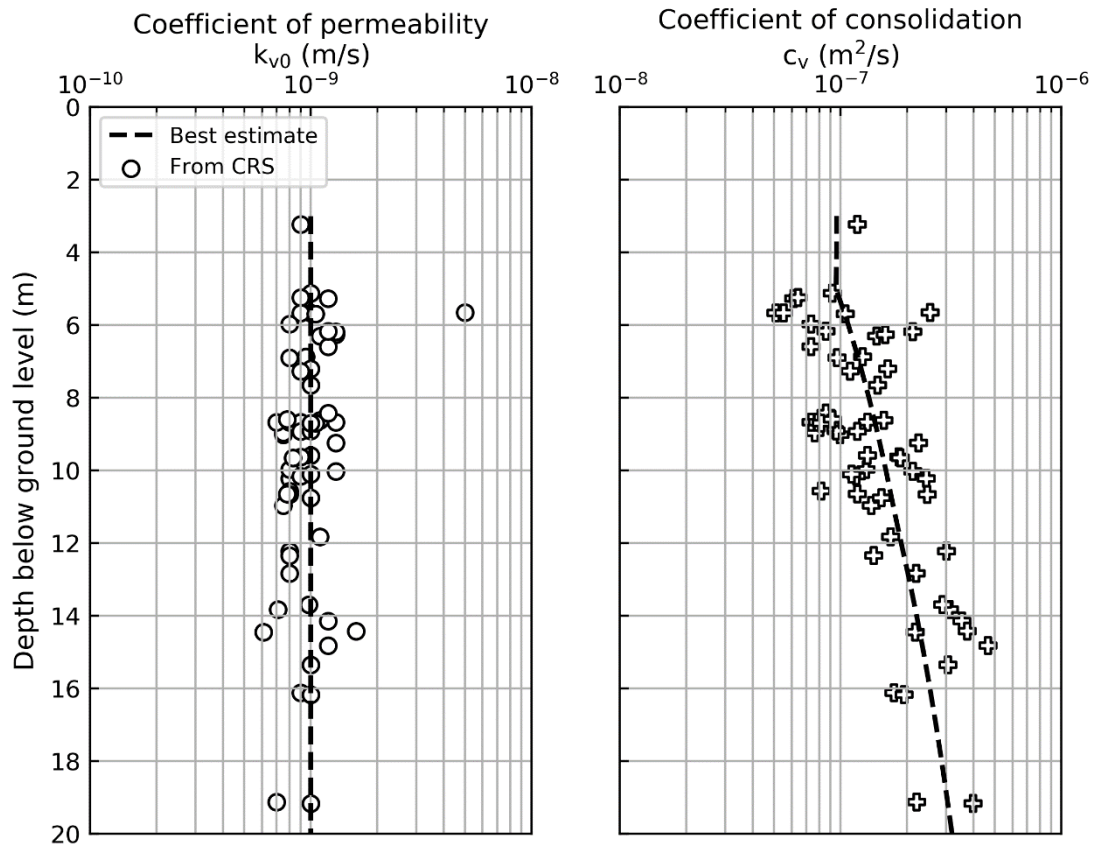 Coefficient of permeability
k_v0 (m/s)
10^-10 10^-9 10^-8
Coefficient of consolidation
c_v (m^2/s)
10^-8 10^-7 10^-6
Best estimate
From CRS
Depth below ground level (m)
0
2
4
6
8
10
12
14
16
18
20